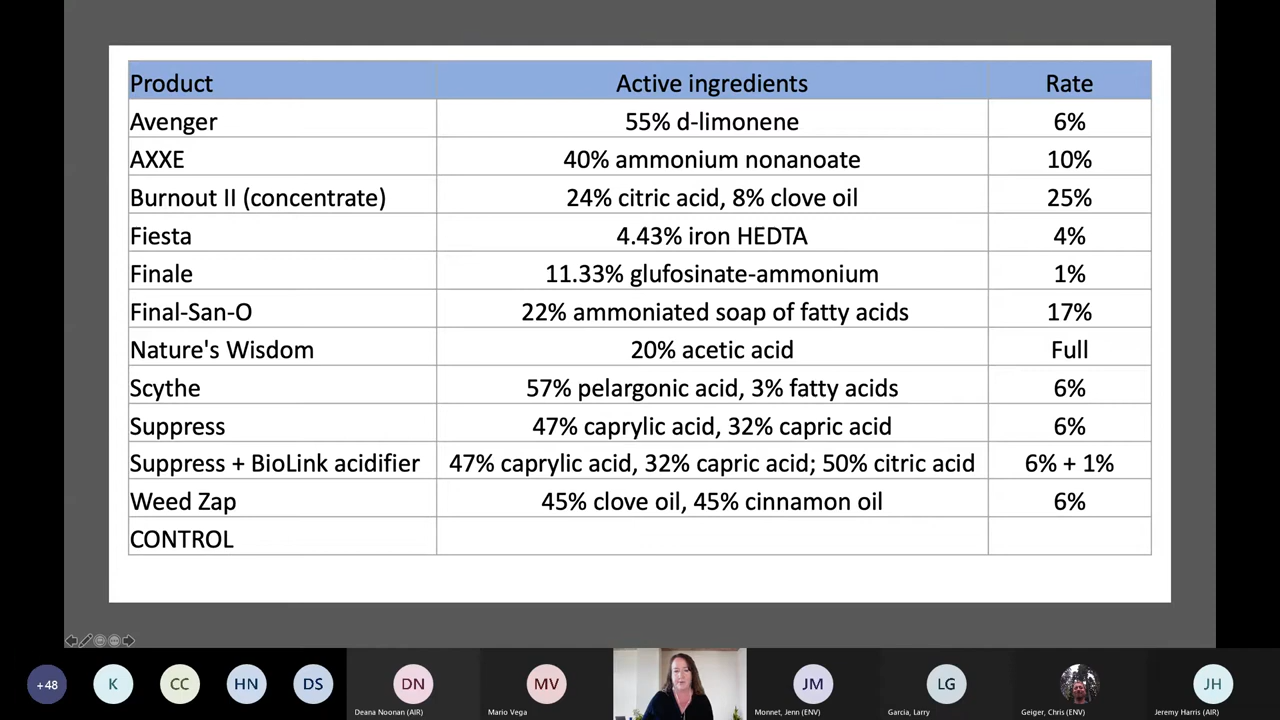 Product Active ingredients Rate
Avenger 55% d-limonene 6%
AXXE 40% ammonium nonanoate 10%
Burnout II (concentrate) 24% citric acid, 8% clove oil 25%
Fiesta 4.43% iron HEDTA 4%
Finale 11.33% glufosinate-ammonium 1%
Final-San-O 22% ammoniated soap of fatty acids 17%
Nature's Wisdom 20% acetic acid Full
Scythe 57% pelargonic acid, 3% fatty acids 6%
Suppress 47% caprylic acid, 32% capric acid 6%
Suppress + BioLink acidifier 47% caprylic acid, 32% capric acid; 50% citric acid 6% + 1%
Weed Zap 45% clove oil, 45% cinnamon oil 6%
CONTROL
+48 K CC HN DS DN MV JM LG JH
Deana Noonan (AIR) Mario Vega Monnet, Jenn (ENV) Garcia, Larry Geiger, Chris (ENV) Jeremy Harris (AIR)